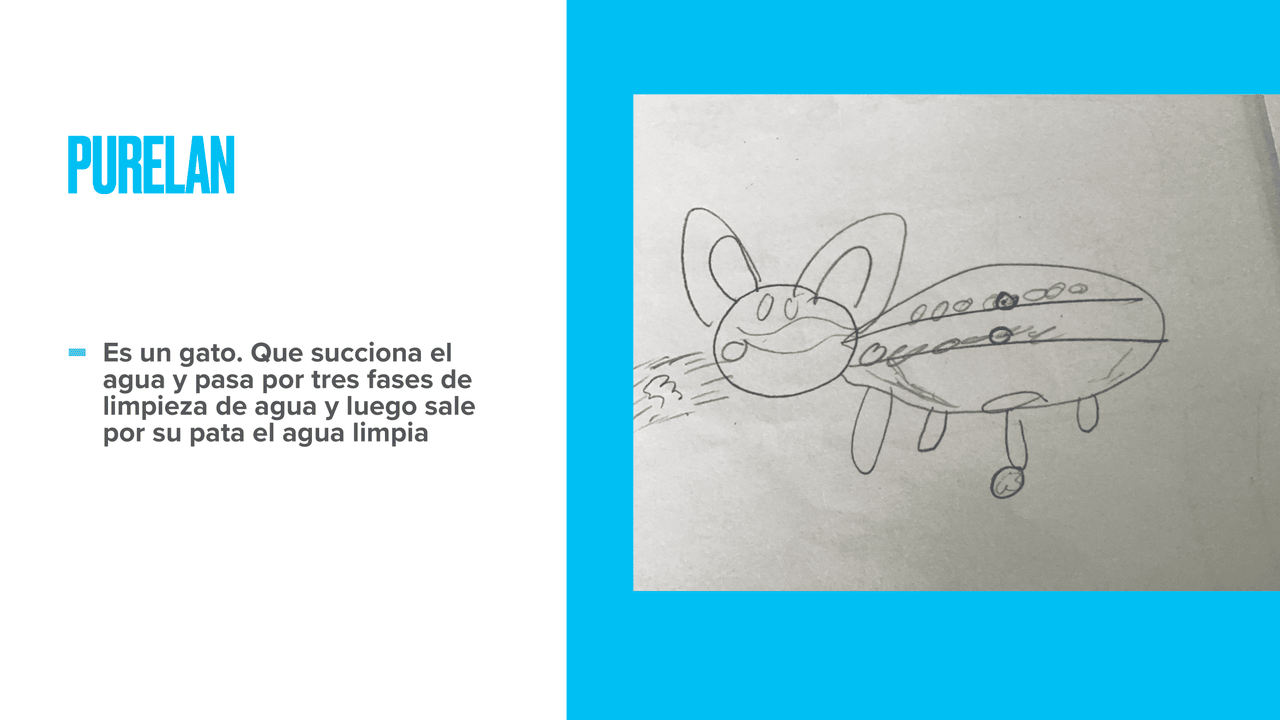 PURELAN
Es un gato. Que succiona el
agua y pasa por tres fases de
limpieza de agua y luego sale
por su pata el agua limpia